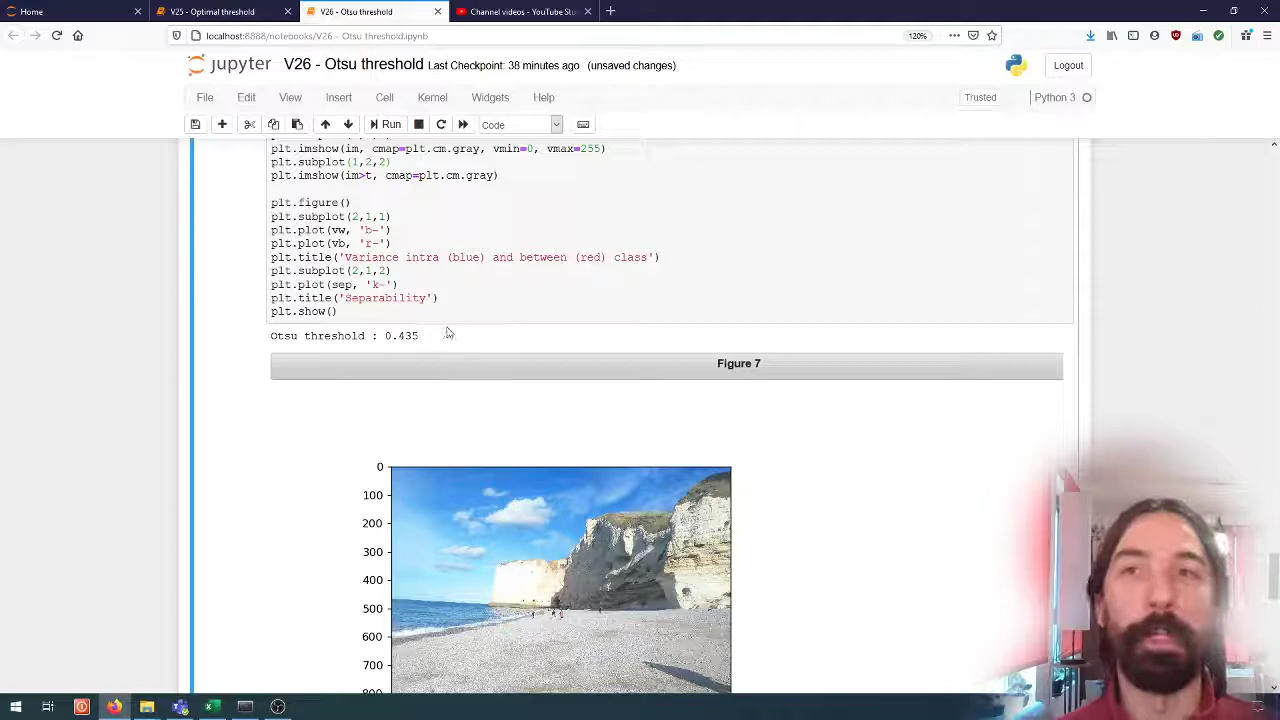 Home
V25 - Optimal threshold
V26 - Otsu threshold
Channel videos - YouTube Stu
localhost:8888/notebooks/V26 - Otsu threshold.ipynb
120%
jupyter
V26 - Otsu threshold Last Checkpoint: 38 minutes ago (unsaved changes)
Logout
File Edit View Insert Cell Kernel Widgets Help
Trusted
Python 3
Run
Code
plt.imshow(im, cmap=plt.cm.gray, vmin=0, vmax=255)
plt.subplot(1,2,2)
plt.imshow(im>t, cmap=plt.cm.gray)
plt.figure()
plt.subplot(2,1,1)
plt.plot(vw, 'b-')
plt.plot(vb, 'r-')
plt.title('Variance intra (blue) and between (red) class')
plt.subplot(2,1,2)
plt.plot(sep, 'k-')
plt.title('Separability')
plt.show()
Otsu threshold : 0.435
Figure 7
0
100
200
300
400
500
600
700
800